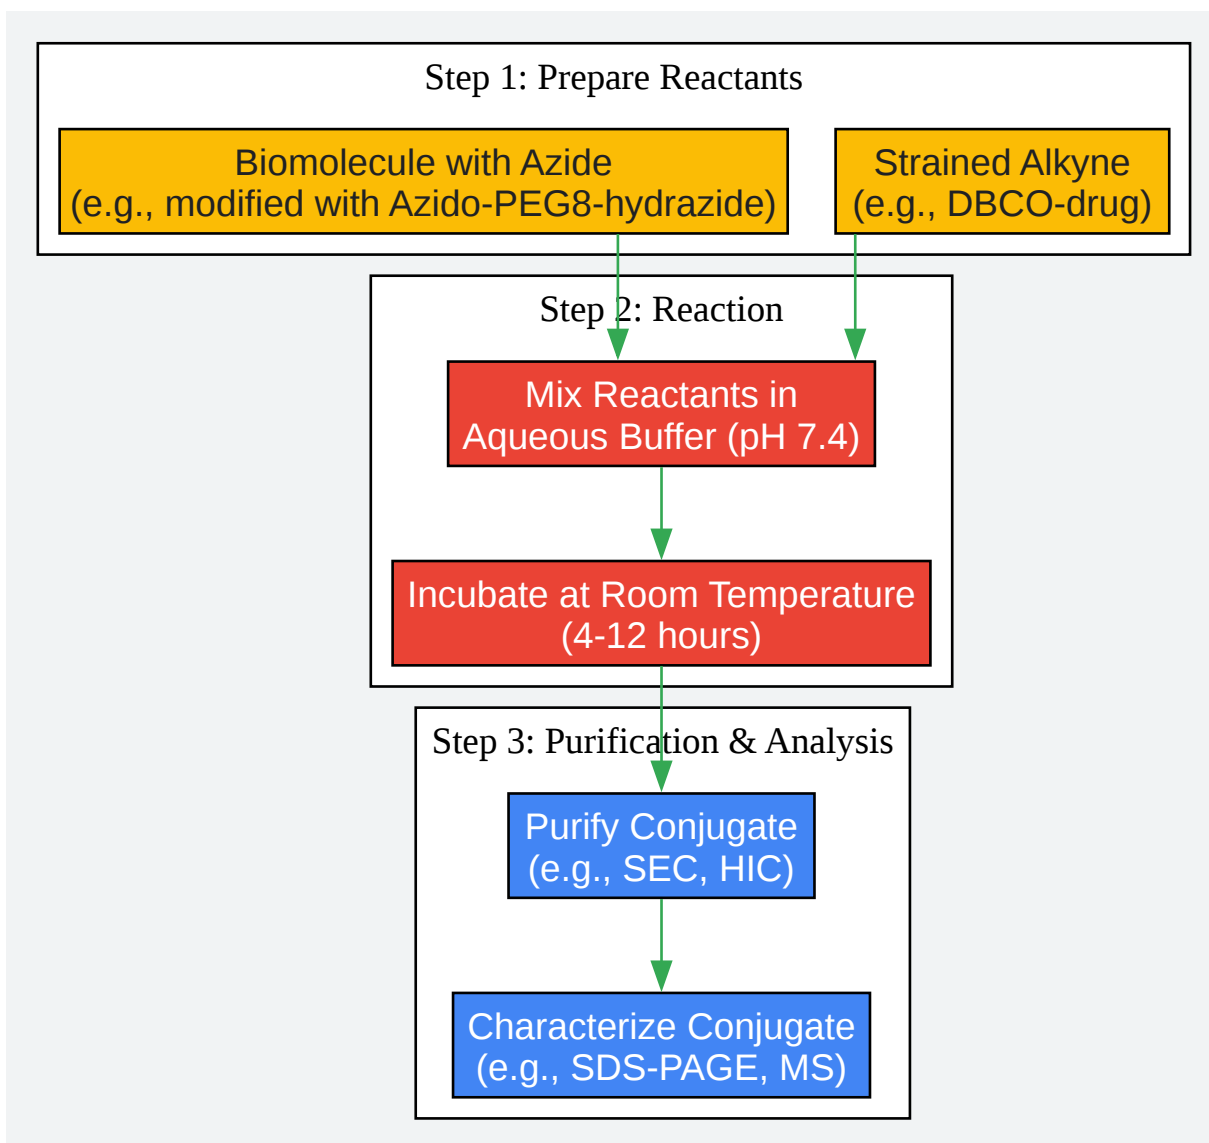 Step 1: Prepare Reactants
Biomolecule with Azide
(e.g., modified with Azido-PEG8-hydrazide)
Strained Alkyne
(e.g., DBCO-drug)
Step 2: Reaction
Mix Reactants in
Aqueous Buffer (pH 7.4)
Incubate at Room Temperature
(4-12 hours)
Step 3: Purification & Analysis
Purify Conjugate
(e.g., SEC, HIC)
Characterize Conjugate
(e.g., SDS-PAGE, MS)